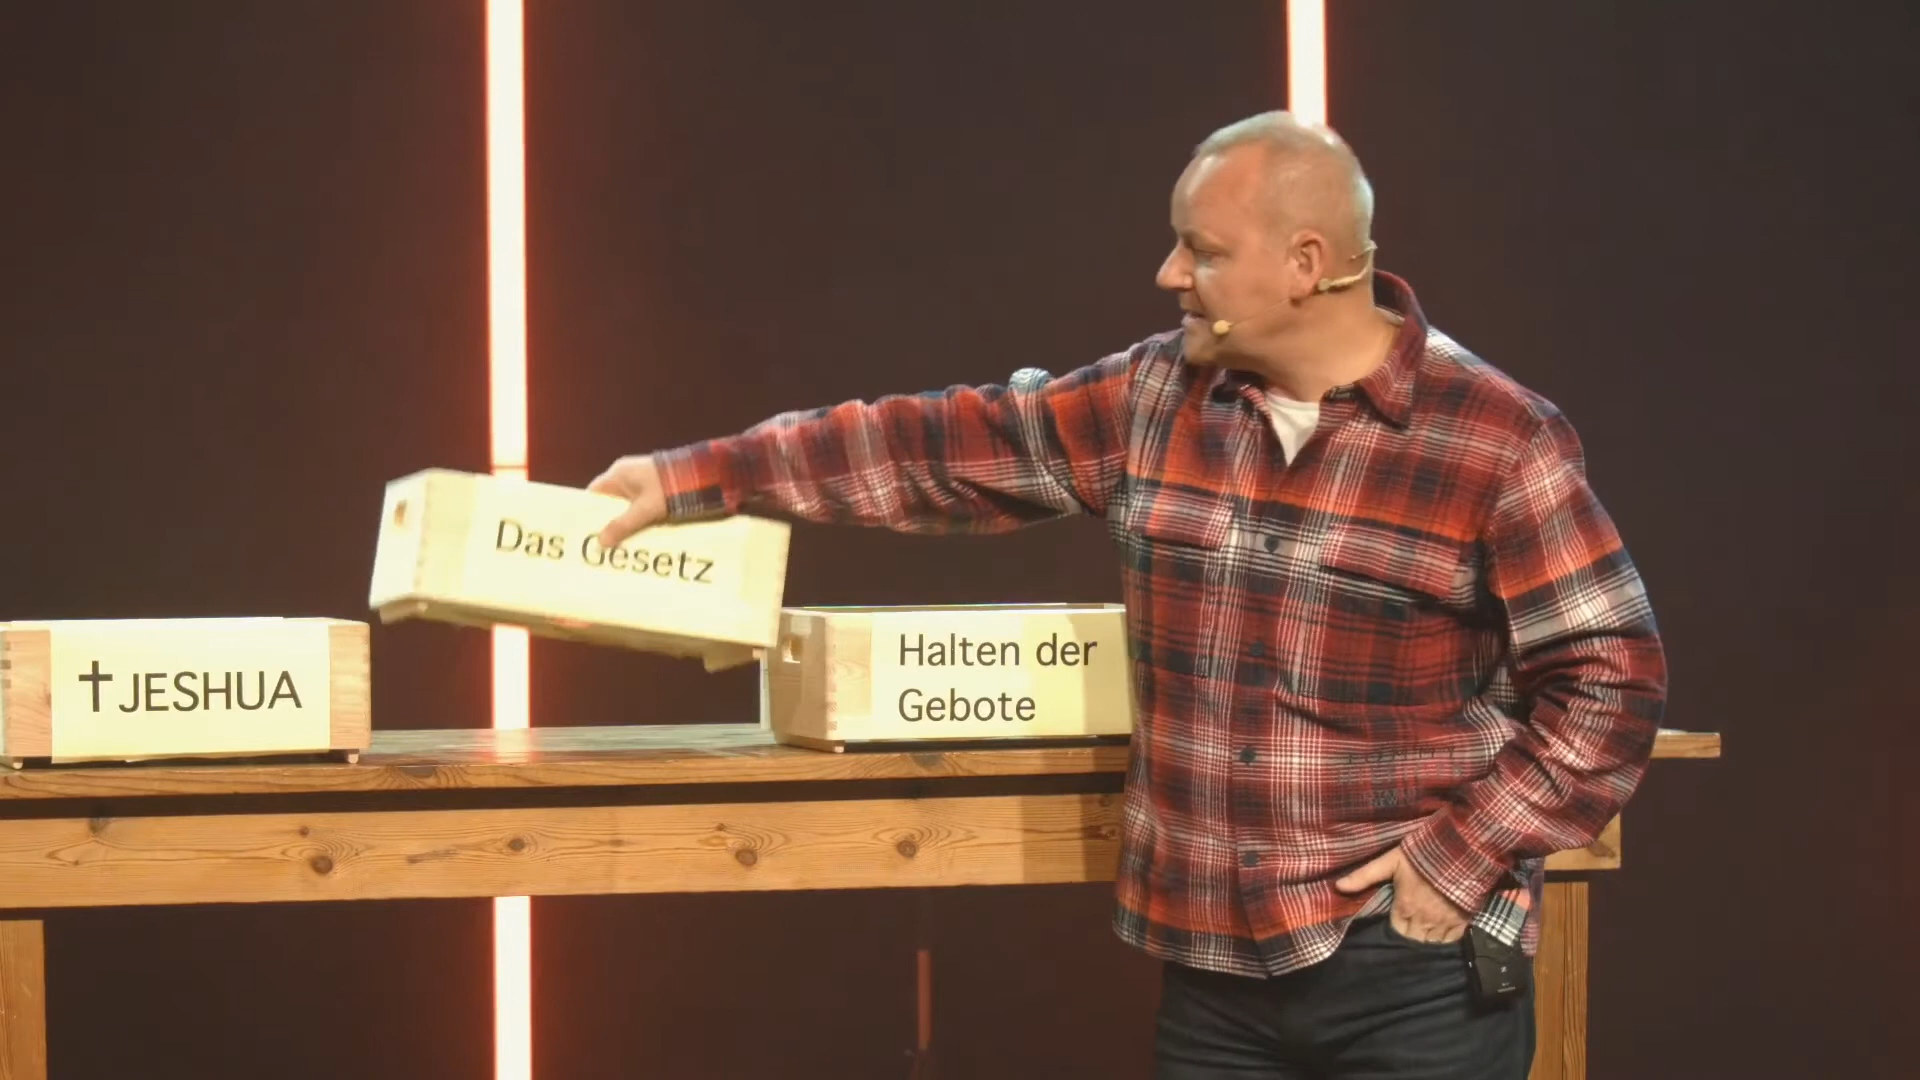 Das Gesetz
✝JESHUA
Halten der
Gebote